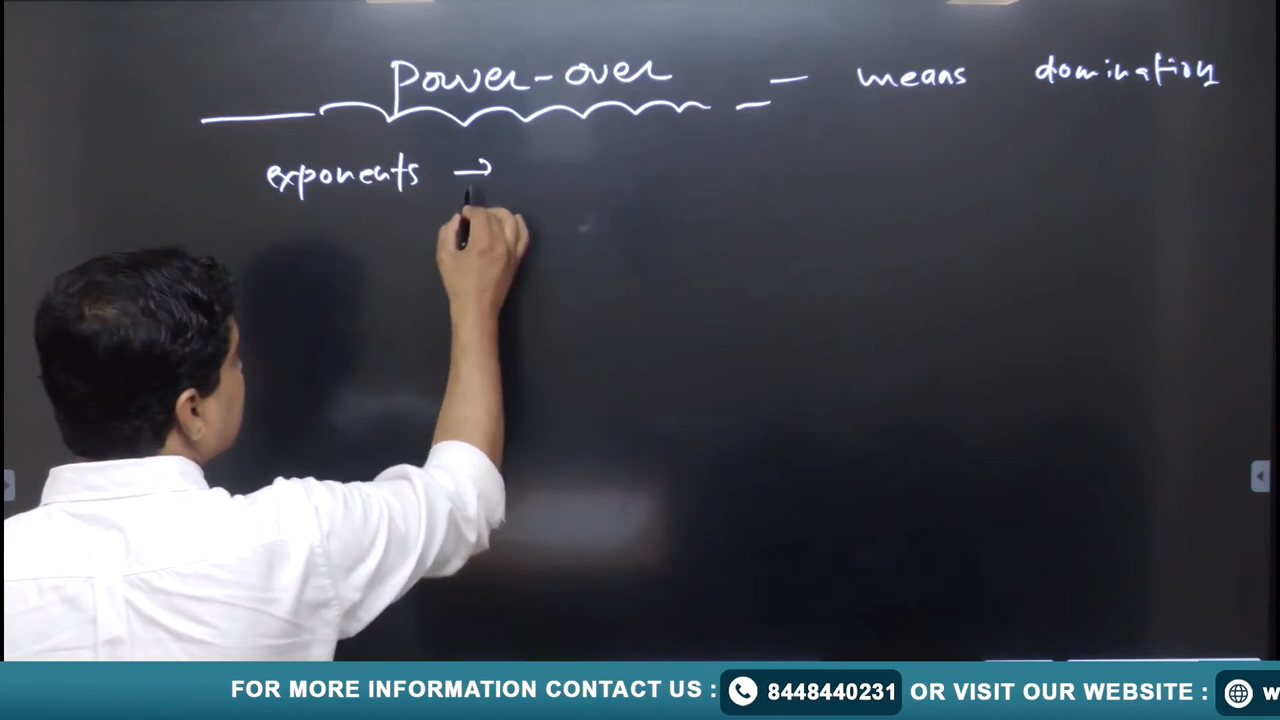 Power-over — means domination
exponents →
FOR MORE INFORMATION CONTACT US : 8448440231 OR VISIT OUR WEBSITE :